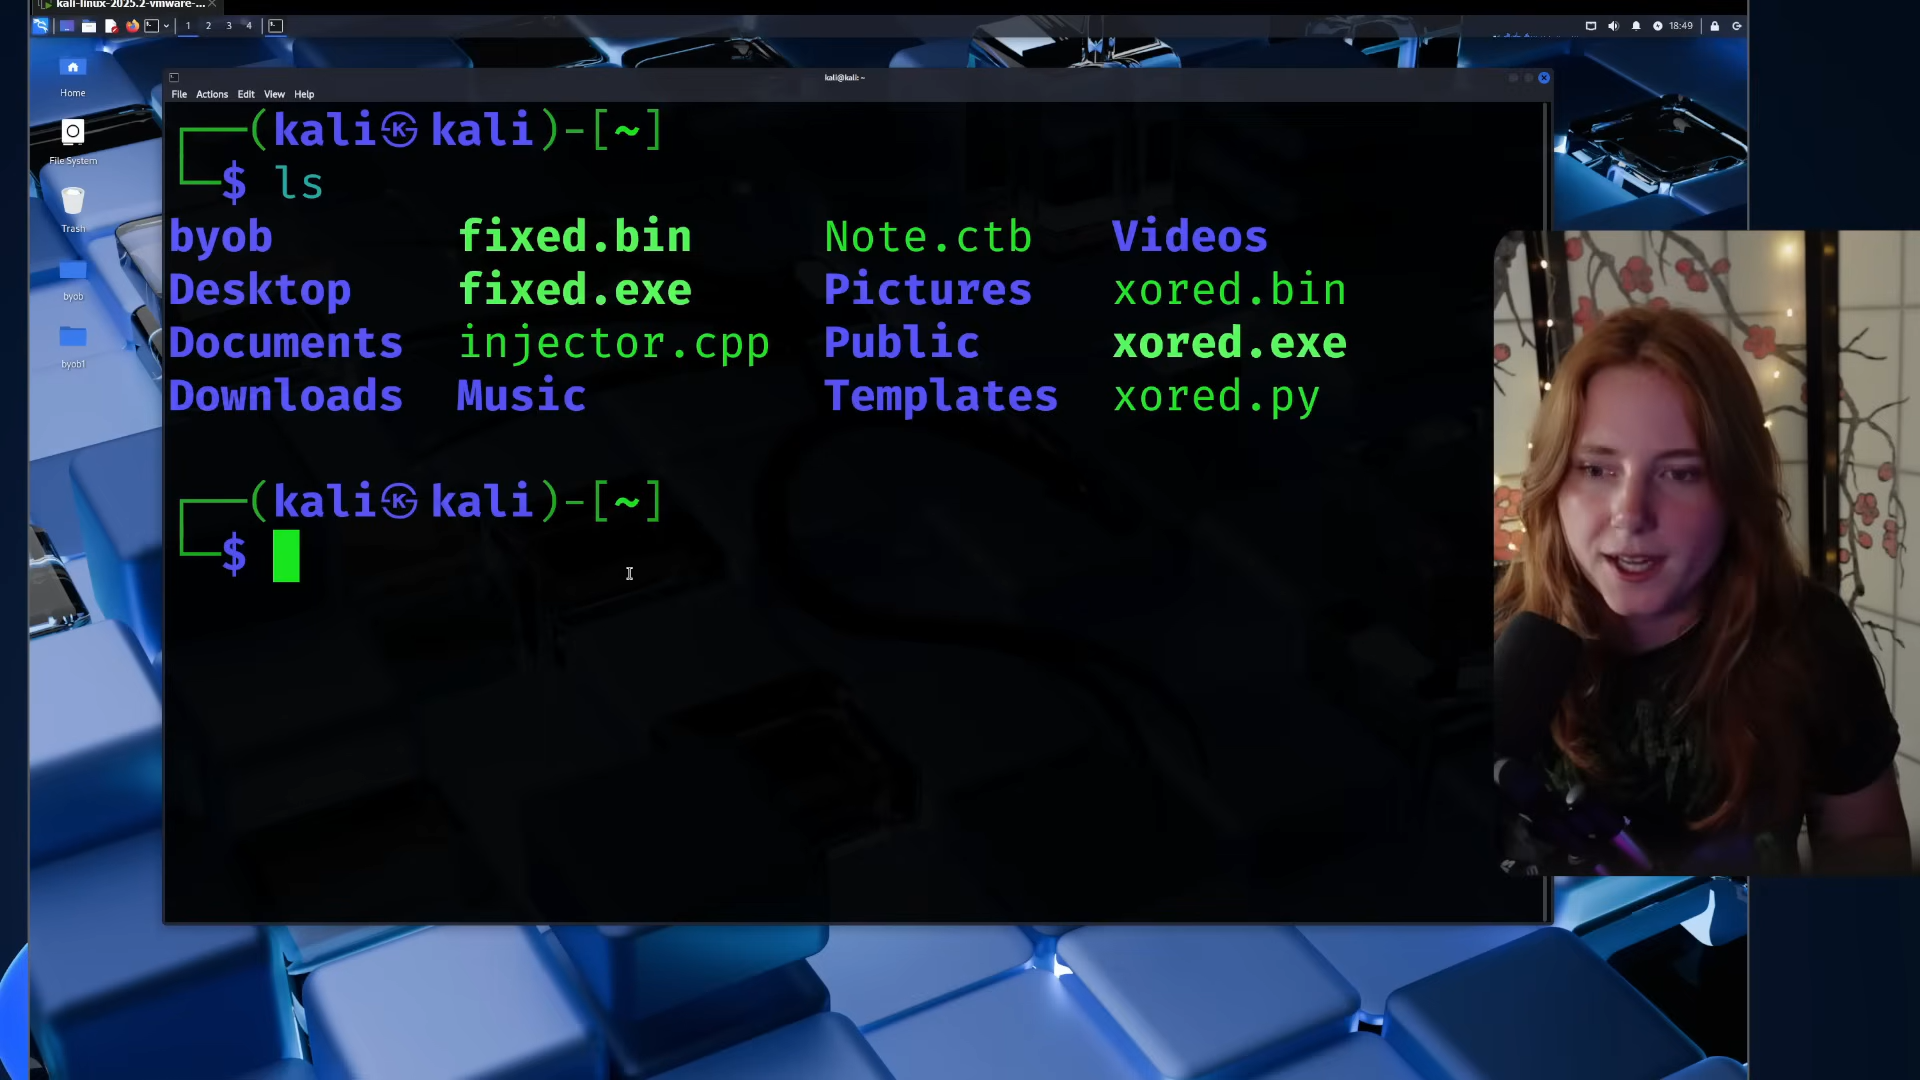 kali-linux-2025.2-vmware-...
1 2 3 4
18:49
Home
File System
Trash
byob
byob1
kali@kali: ~
File Actions Edit View Help
(kali㉿kali)-[~]
$ ls
byob fixed.bin Note.ctb Videos
Desktop fixed.exe Pictures xored.bin
Documents injector.cpp Public xored.exe
Downloads Music Templates xored.py
(kali㉿kali)-[~]
$